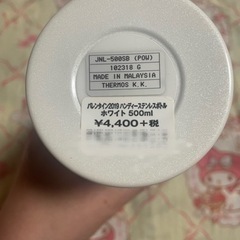 JNL-500SB (POW)
102318 G
MADE IN MALAYSIA
THERMOS K.K.
バレンタイン2019 ハンディーステンレスボトル
ホワイト 500ml
¥4,400+税